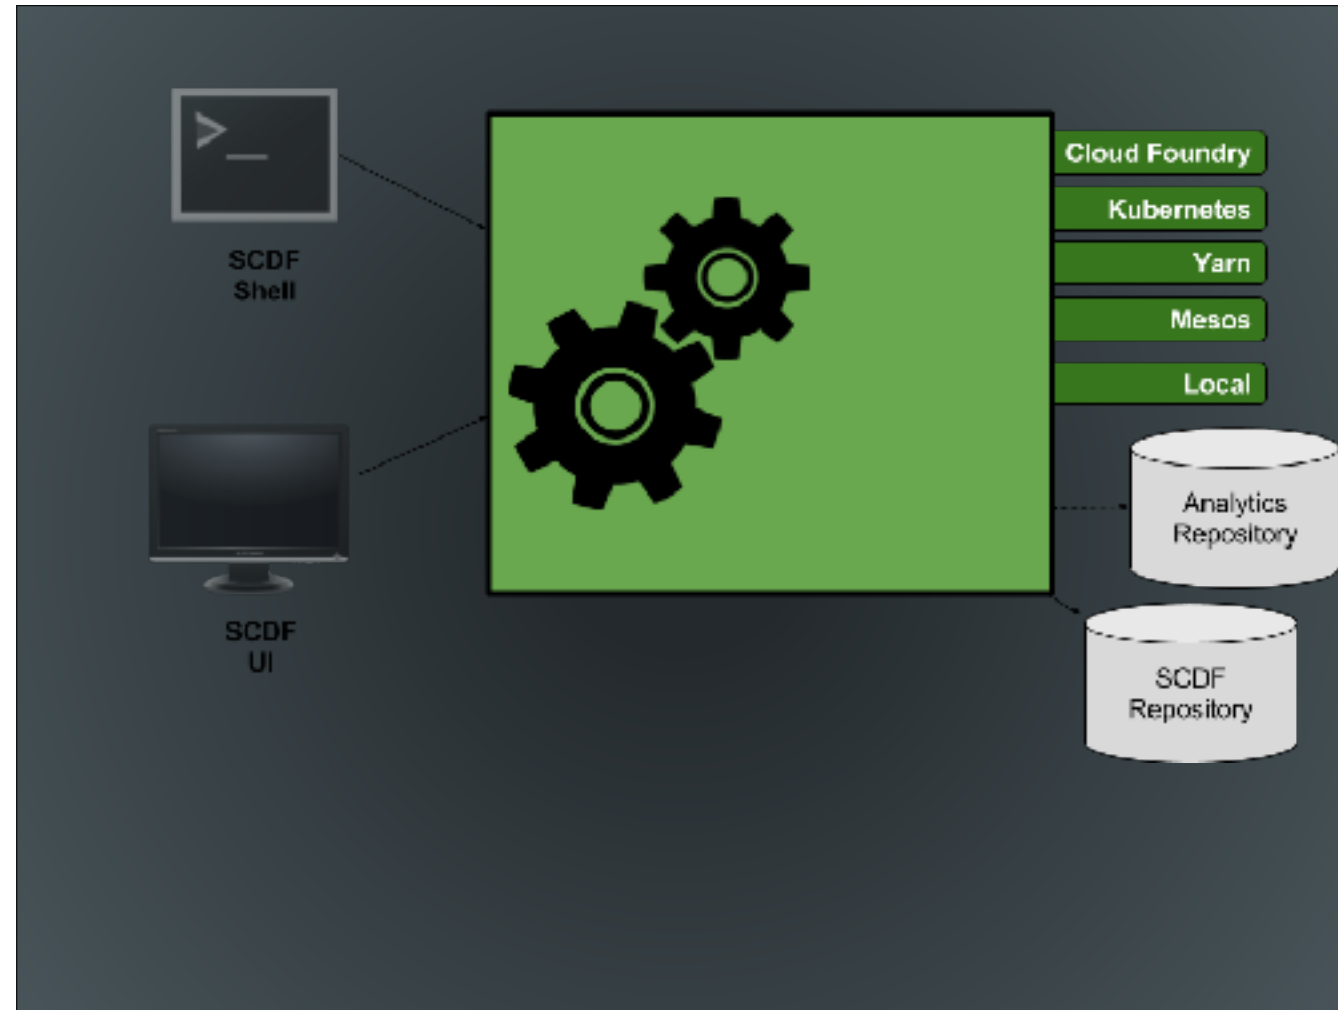 >_
SCDF
Shell
SCDF
UI
Cloud Foundry
Kubernetes
Yarn
Mesos
Local
Analytics
Repository
SCDF
Repository